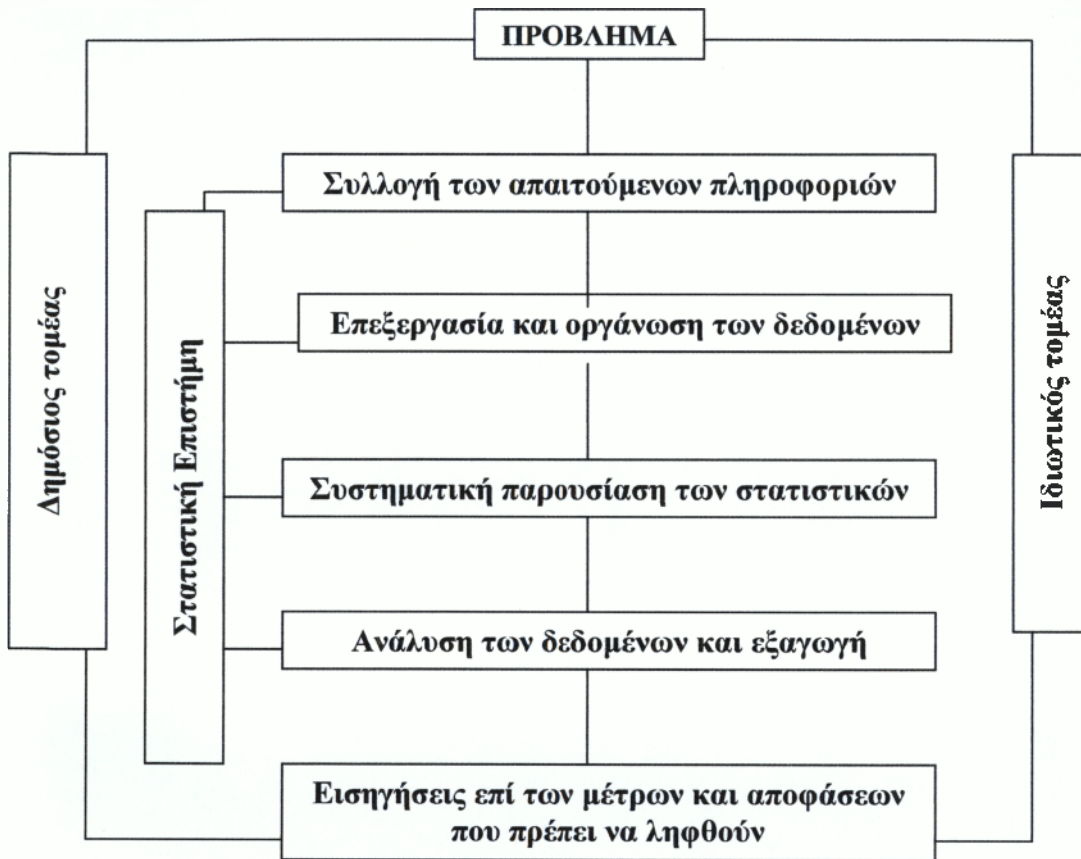 ΠΡΟΒΛΗΜΑ
Συλλογή των απαιτούμενων πληροφοριών
Επεξεργασία και οργάνωση των δεδομένων
Συστηματική παρουσίαση των στατιστικών
Ανάλυση των δεδομένων και εξαγωγή
Εισηγήσεις επί των μέτρων και αποφάσεων
που πρέπει να ληφθούν
Δημόσιος τομέας
Στατιστική Επιστήμη
Ιδιωτικός τομέας